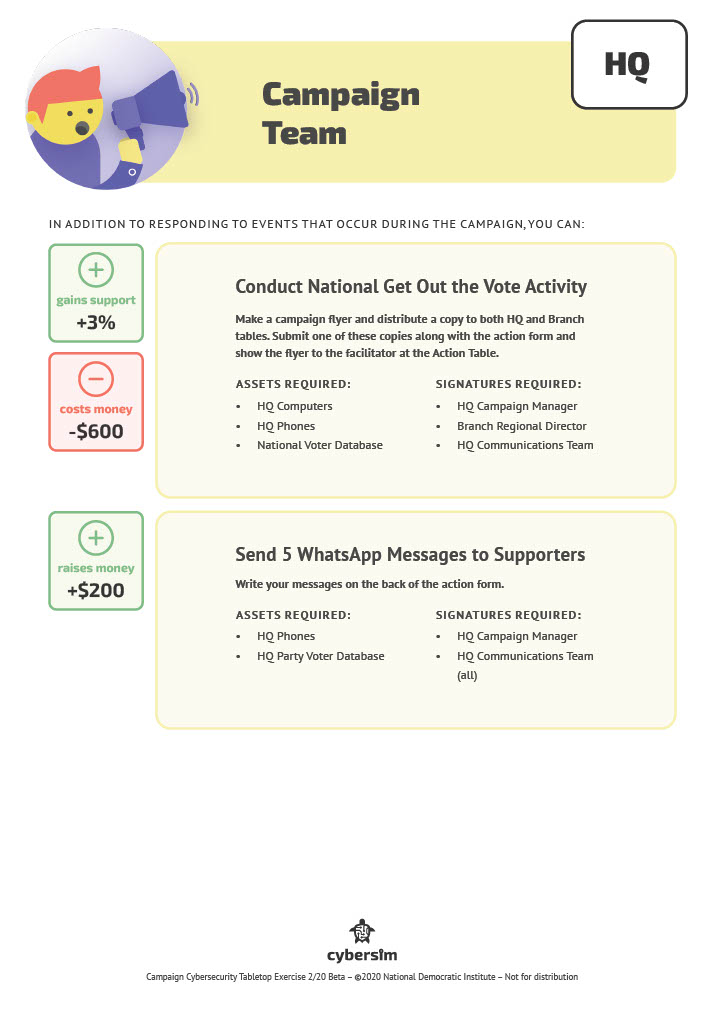 Campaign
Team
HQ
IN ADDITION TO RESPONDING TO EVENTS THAT OCCUR DURING THE CAMPAIGN, YOU CAN:
gains support
+3%
costs money
-$600
Conduct National Get Out the Vote Activity
Make a campaign flyer and distribute a copy to both HQ and Branch
tables. Submit one of these copies along with the action form and
show the flyer to the facilitator at the Action Table.
ASSETS REQUIRED:
• HQ Computers
• HQ Phones
• National Voter Database
SIGNATURES REQUIRED:
• HQ Campaign Manager
• Branch Regional Director
• HQ Communications Team
raises money
+$200
Send 5 WhatsApp Messages to Supporters
Write your messages on the back of the action form.
ASSETS REQUIRED:
• HQ Phones
• HQ Party Voter Database
SIGNATURES REQUIRED:
• HQ Campaign Manager
• HQ Communications Team
(all)
cybersim
Campaign Cybersecurity Tabletop Exercise 2/20 Beta – ©2020 National Democratic Institute – Not for distribution